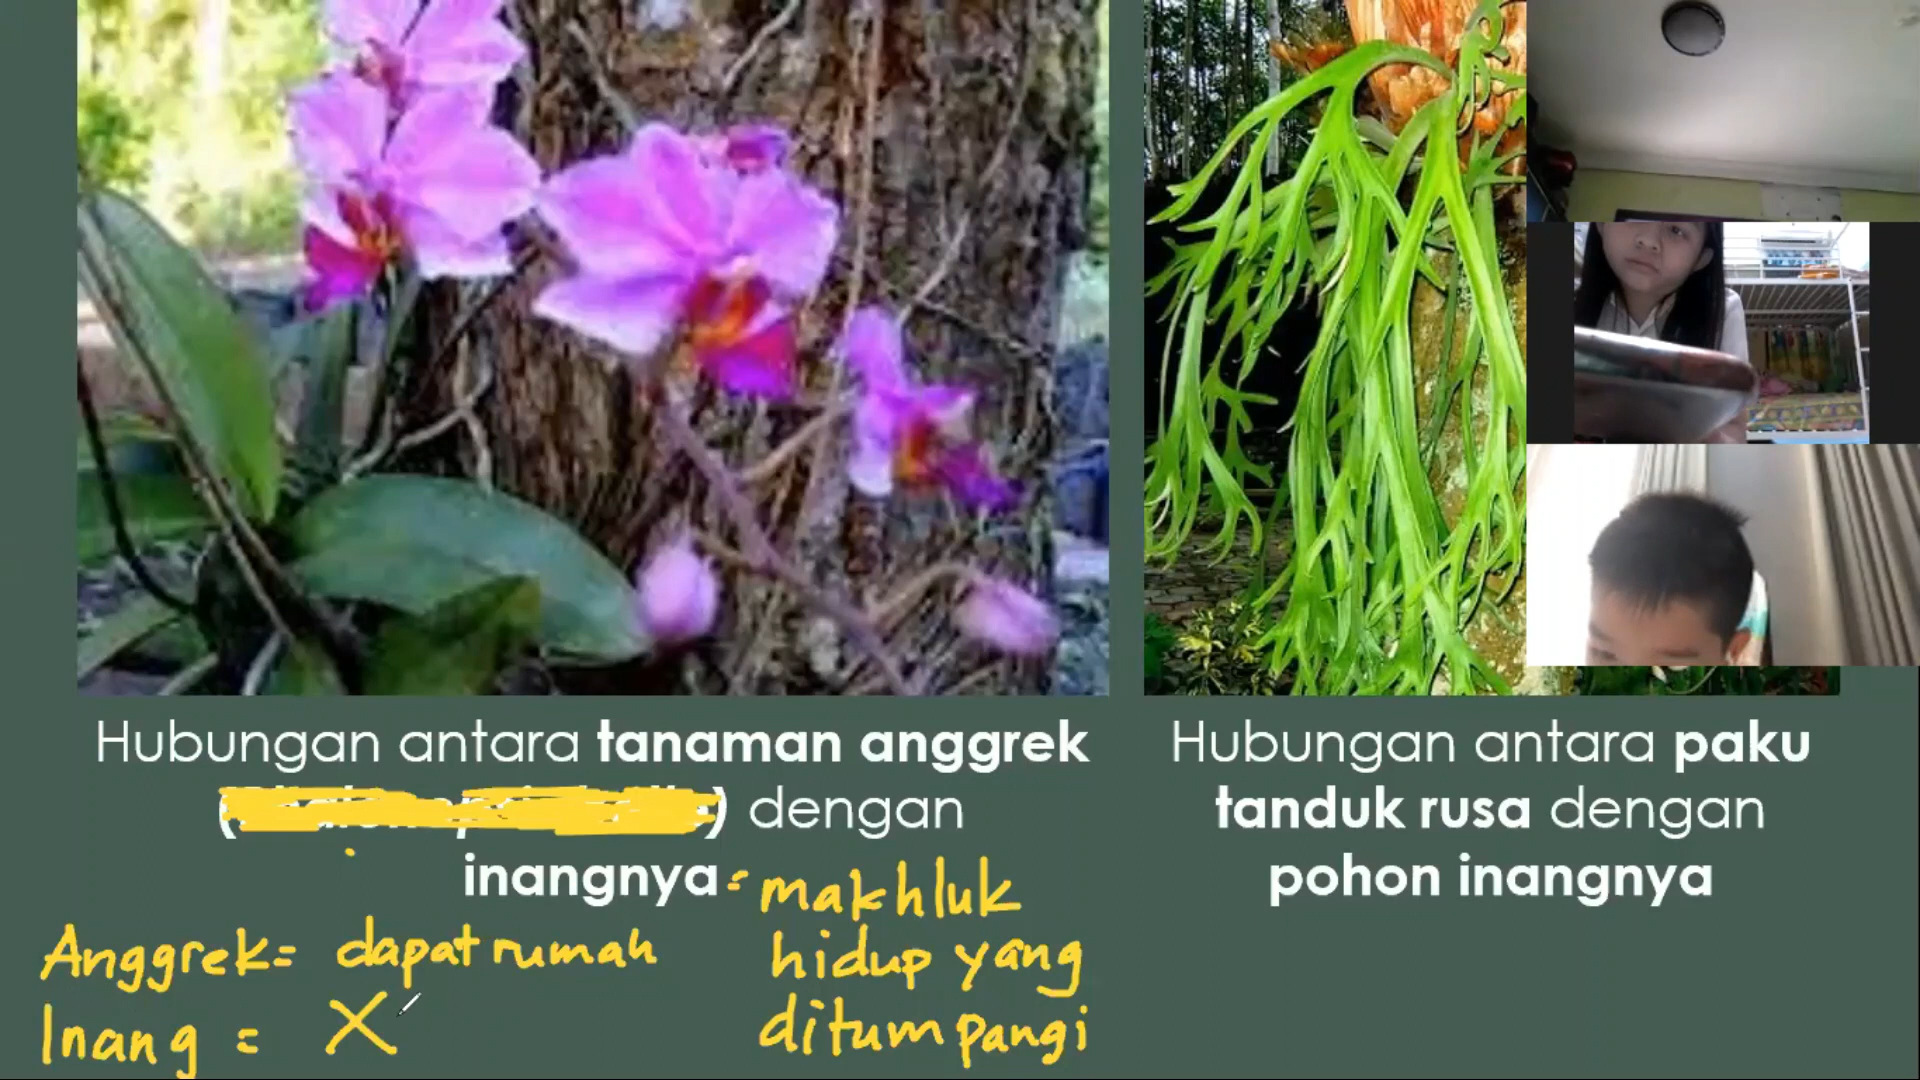 Hubungan antara tanaman anggrek
dengan
inangnya = makhluk
hidup yang
ditumpangi
Anggrek = dapat rumah
Inang = X
Hubungan antara paku
tanduk rusa dengan
pohon inangnya